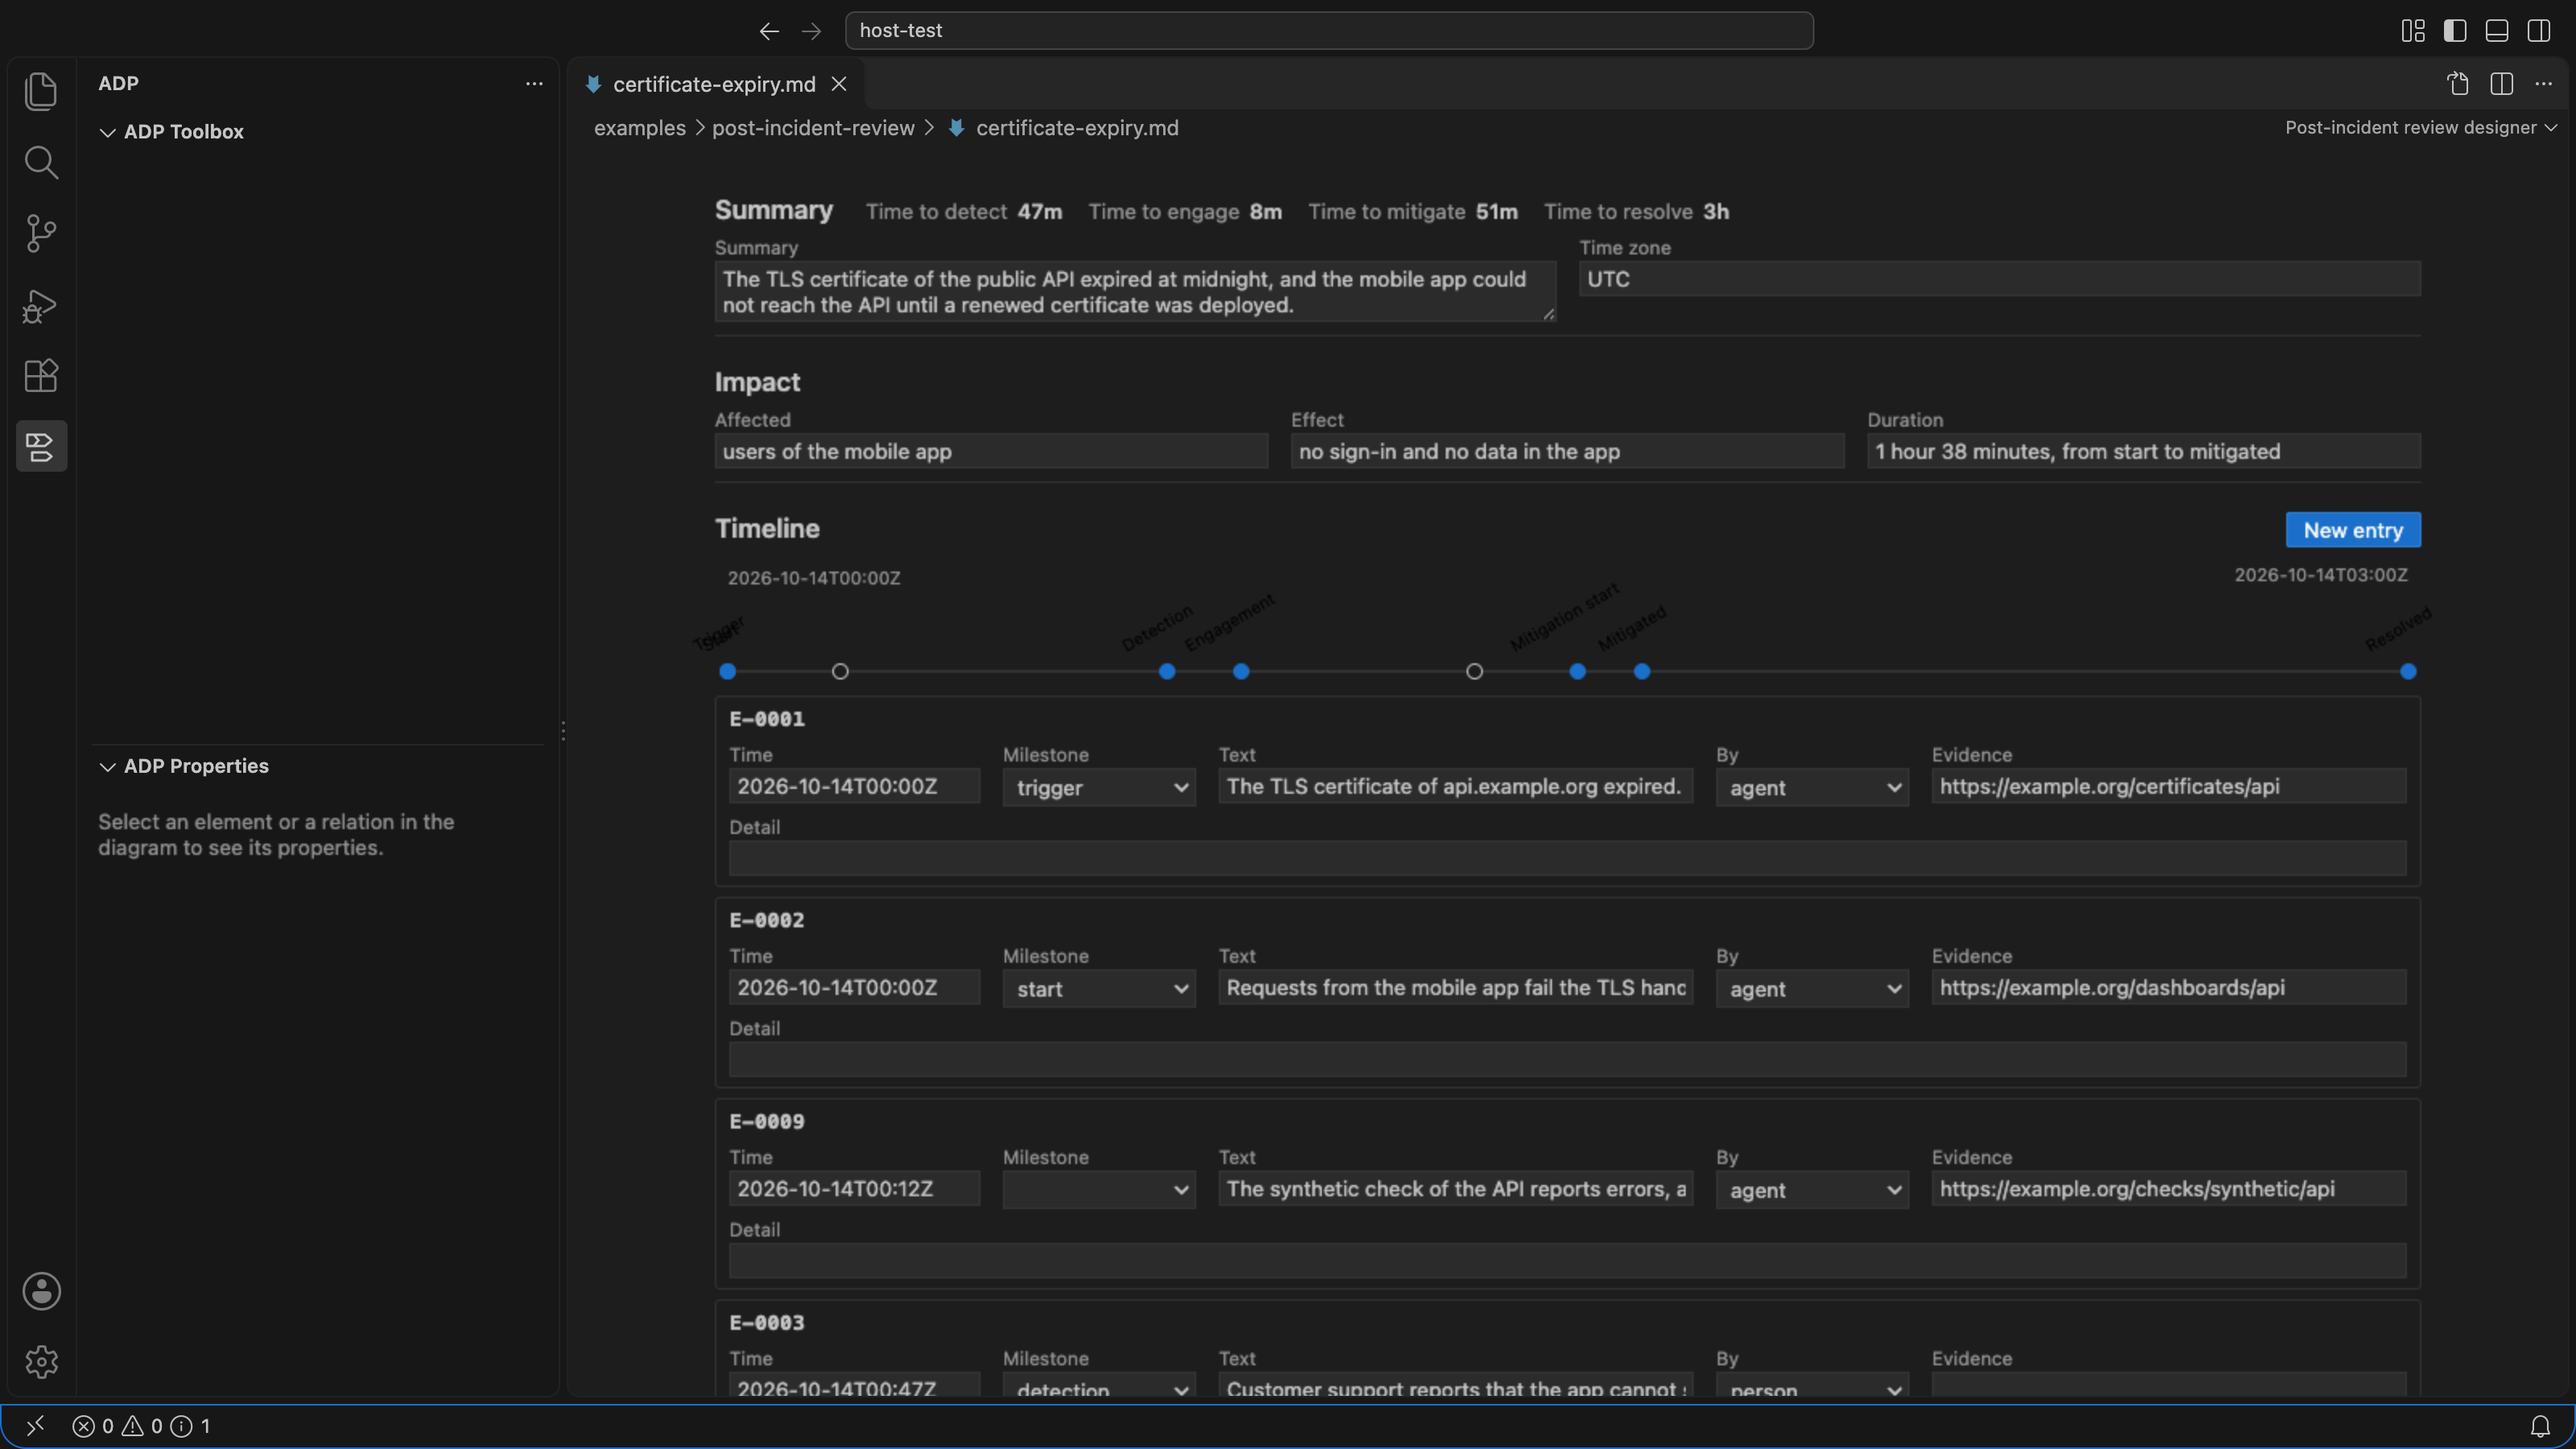 host-test
ADP
ADP Toolbox
ADP Properties
Select an element or a relation in the
diagram to see its properties.
certificate-expiry.md
examples > post-incident-review > certificate-expiry.md
Post-incident review designer
Summary Time to detect 47m Time to engage 8m Time to mitigate 51m Time to resolve 3h
Summary Time zone
The TLS certificate of the public API expired at midnight, and the mobile app could
not reach the API until a renewed certificate was deployed.
UTC
Impact
Affected Effect Duration
users of the mobile app no sign-in and no data in the app 1 hour 38 minutes, from start to mitigated
Timeline
New entry
2026-10-14T00:00Z 2026-10-14T03:00Z
Trigger
Start
Detection
Engagement
Mitigation start
Mitigated
Resolved
E-0001
Time Milestone Text By Evidence
2026-10-14T00:00Z trigger The TLS certificate of api.example.org expired. agent https://example.org/certificates/api
Detail
E-0002
Time Milestone Text By Evidence
2026-10-14T00:00Z start Requests from the mobile app fail the TLS hand agent https://example.org/dashboards/api
Detail
E-0009
Time Milestone Text By Evidence
2026-10-14T00:12Z The synthetic check of the API reports errors, a agent https://example.org/checks/synthetic/api
Detail
E-0003
Time Milestone Text By Evidence
2026-10-14T00:47Z detection Customer support reports that the app cannot person
0 0 1